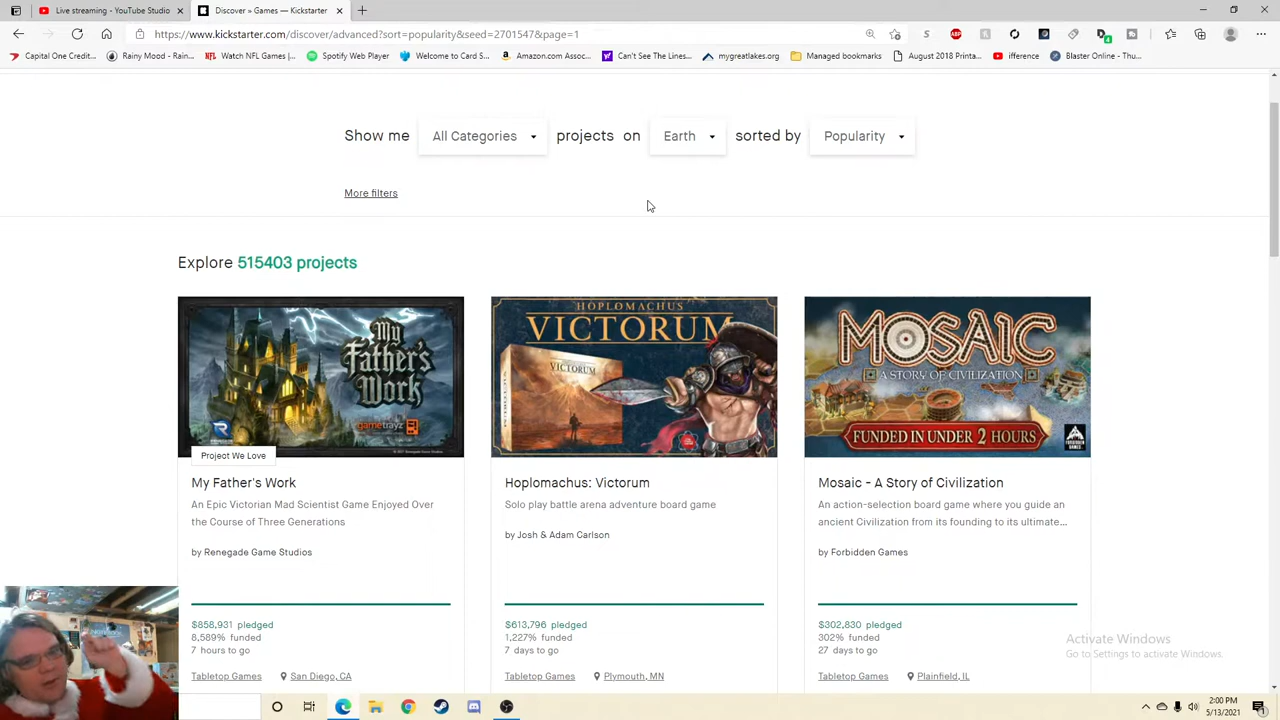 Live streaming - YouTube Studio
Discover » Games — Kickstarter
https://www.kickstarter.com/discover/advanced?sort=popularity&seed=2701547&page=1
Capital One Credit...
Rainy Mood - Rainy...
NFL Watch NFL Games |...
Spotify Web Player
Welcome to Card S...
Amazon.com Assoc...
Can't See The Lines...
mygreatlakes.org
Managed bookmarks
August 2018 Printa...
ifference
Blaster Online - Thu...
Show me All Categories projects on Earth sorted by Popularity
More filters
Explore 515403 projects
My Father's Work
gametrayz
HOPLOMACHUS
VICTORUM
VICTORUM
MOSAIC
A STORY OF CIVILIZATION
FUNDED IN UNDER 2 HOURS
Project We Love
My Father's Work
An Epic Victorian Mad Scientist Game Enjoyed Over
the Course of Three Generations
by Renegade Game Studios
$858,931 pledged
8,589% funded
7 hours to go
Tabletop Games San Diego, CA
Hoplomachus: Victorum
Solo play battle arena adventure board game
by Josh & Adam Carlson
$613,796 pledged
1,227% funded
7 days to go
Tabletop Games Plymouth, MN
Mosaic - A Story of Civilization
An action-selection board game where you guide an
ancient Civilization from its founding to its ultimate...
by Forbidden Games
$302,830 pledged
302% funded
27 days to go
Tabletop Games Plainfield, IL
Activate Windows
Go to Settings to activate Windows.
2:00 PM
5/13/2021